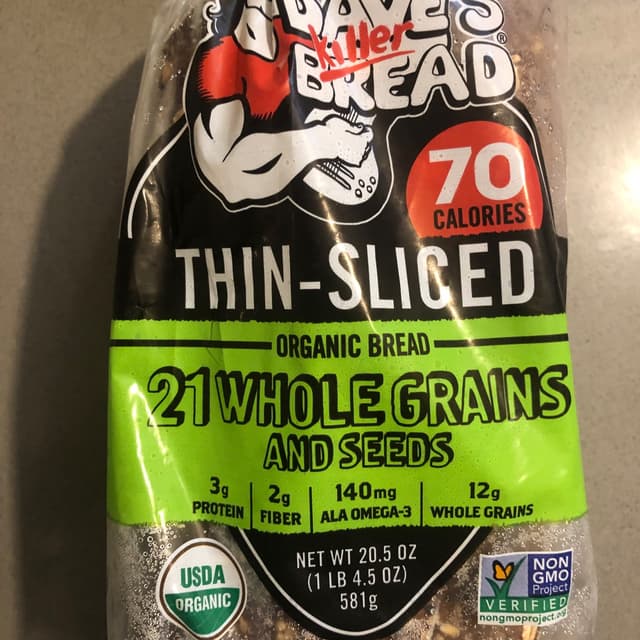 DAVE'S
Killer
BREAD®
70
CALORIES
THIN-SLICED
ORGANIC BREAD
21 WHOLE GRAINS
AND SEEDS
3g
PROTEIN
2g
FIBER
140mg
ALA OMEGA-3
12g
WHOLE GRAINS
NET WT 20.5 OZ
(1 LB 4.5 OZ)
581g
USDA
ORGANIC
NON
GMO
Project
VERIFIED
nongmoproject.org